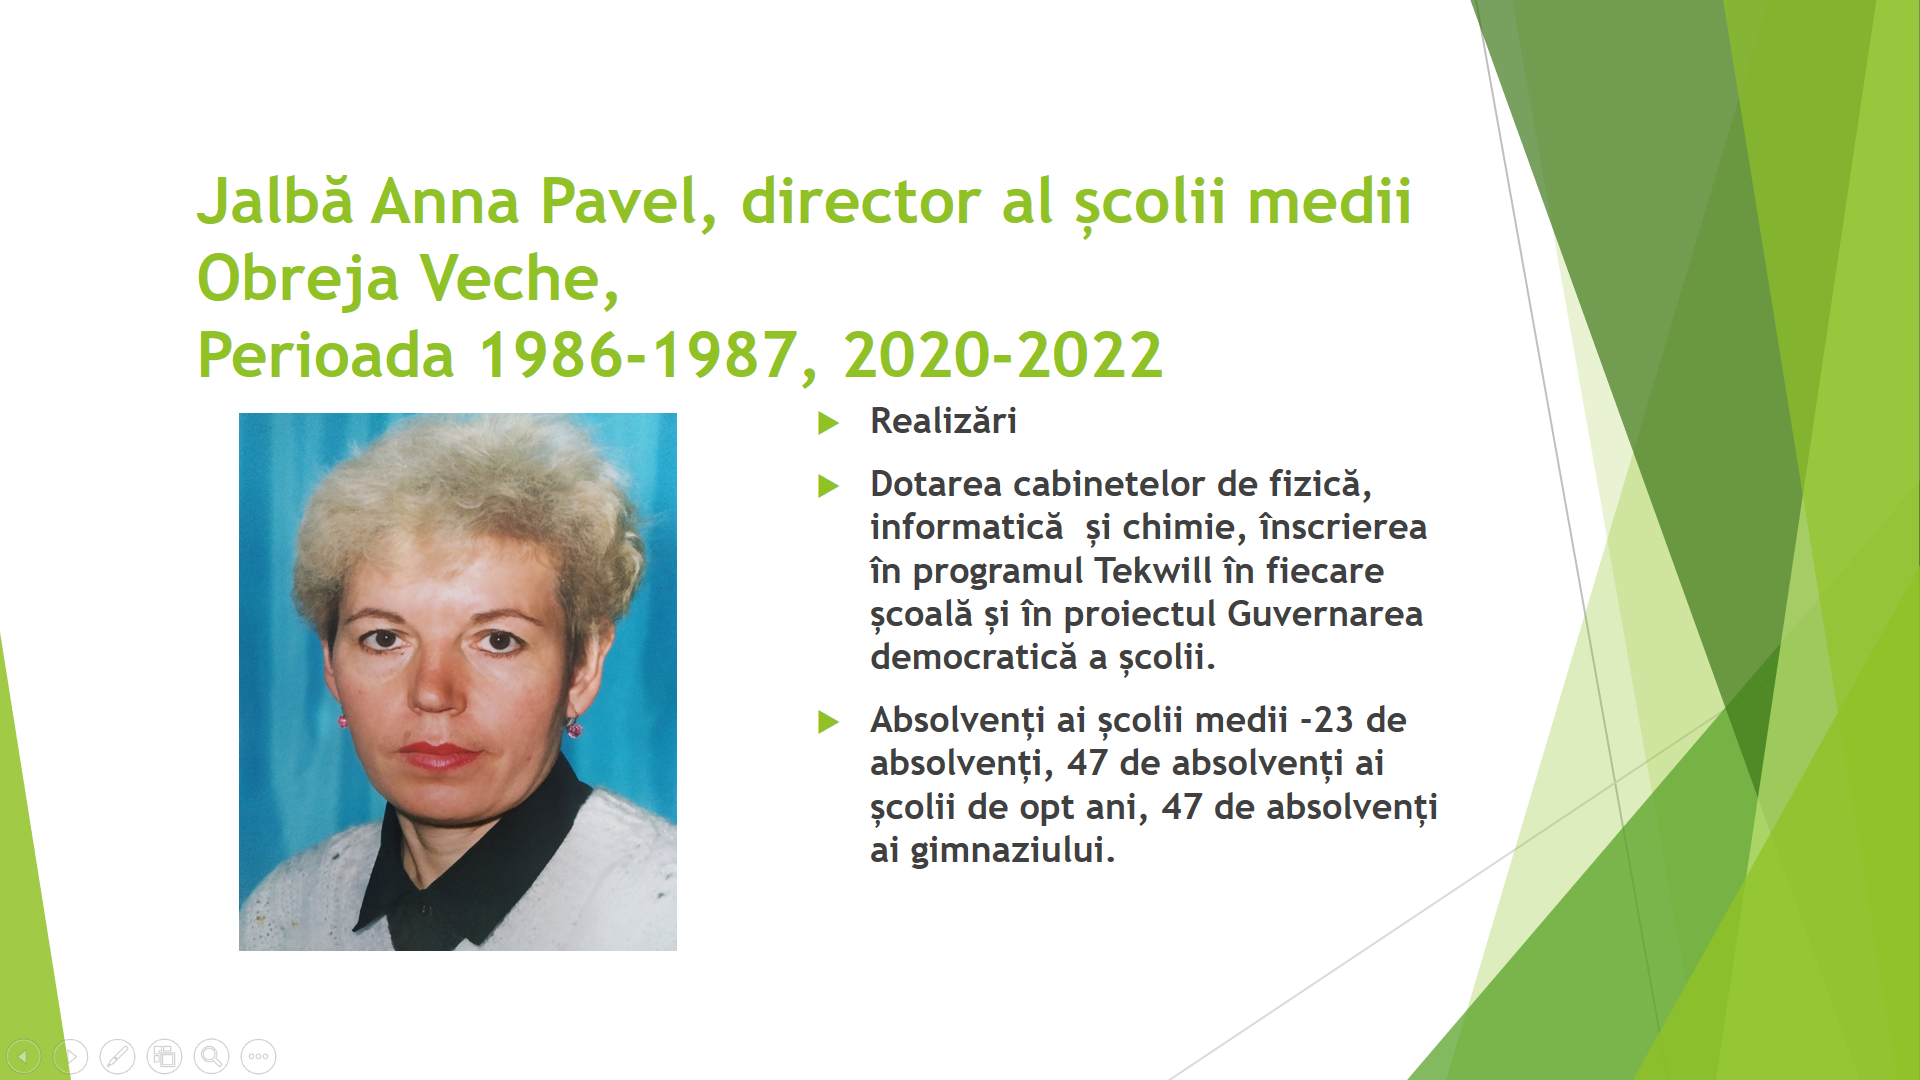 Jalbă Anna Pavel, director al școlii medii
Obreja Veche,
Perioada 1986-1987, 2020-2022
Realizări
Dotarea cabinetelor de fizică,
informatică  și chimie, înscrierea
în programul Tekwill în fiecare
școală și în proiectul Guvernarea
democratică a școlii.
Absolvenți ai școlii medii -23 de
absolvenți, 47 de absolvenți ai
școlii de opt ani, 47 de absolvenți
ai gimnaziului.